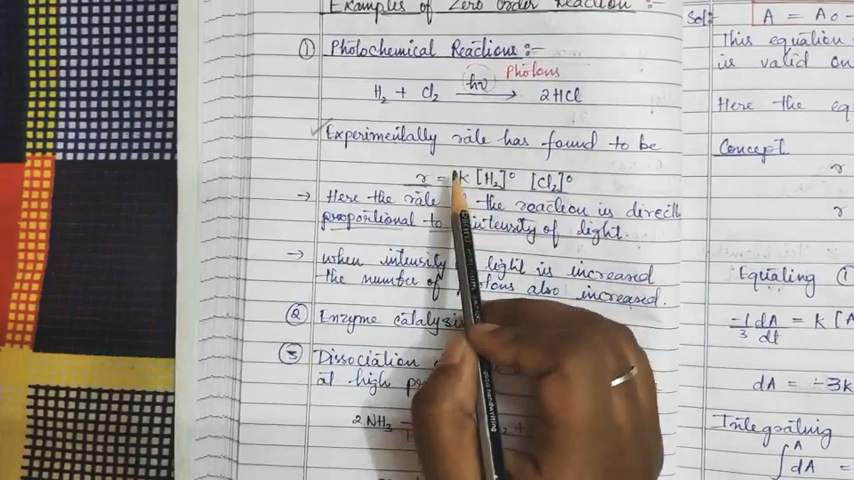 Examples of Zero Order Reaction :-
① Photochemical Reactions :-
H₂ + Cl₂ hν Photons → 2HCl
Experimentally rate has found to be
r = k [H₂]⁰ [Cl₂]⁰
→ Here the rate the reaction is directl
proportional to intensity of light.
→ when intensity light is increased
the number of also increased.
② Enzyme catalysis
③ Dissociation
at high
2NH₃ +
Sol:-
A = A₀ -
This equation
is valid on
Here the eq
Concept
r
r
Equating ①
-1/3 dA/dt = k [A
dA = -3k
Integrating
∫ᴬ dA =